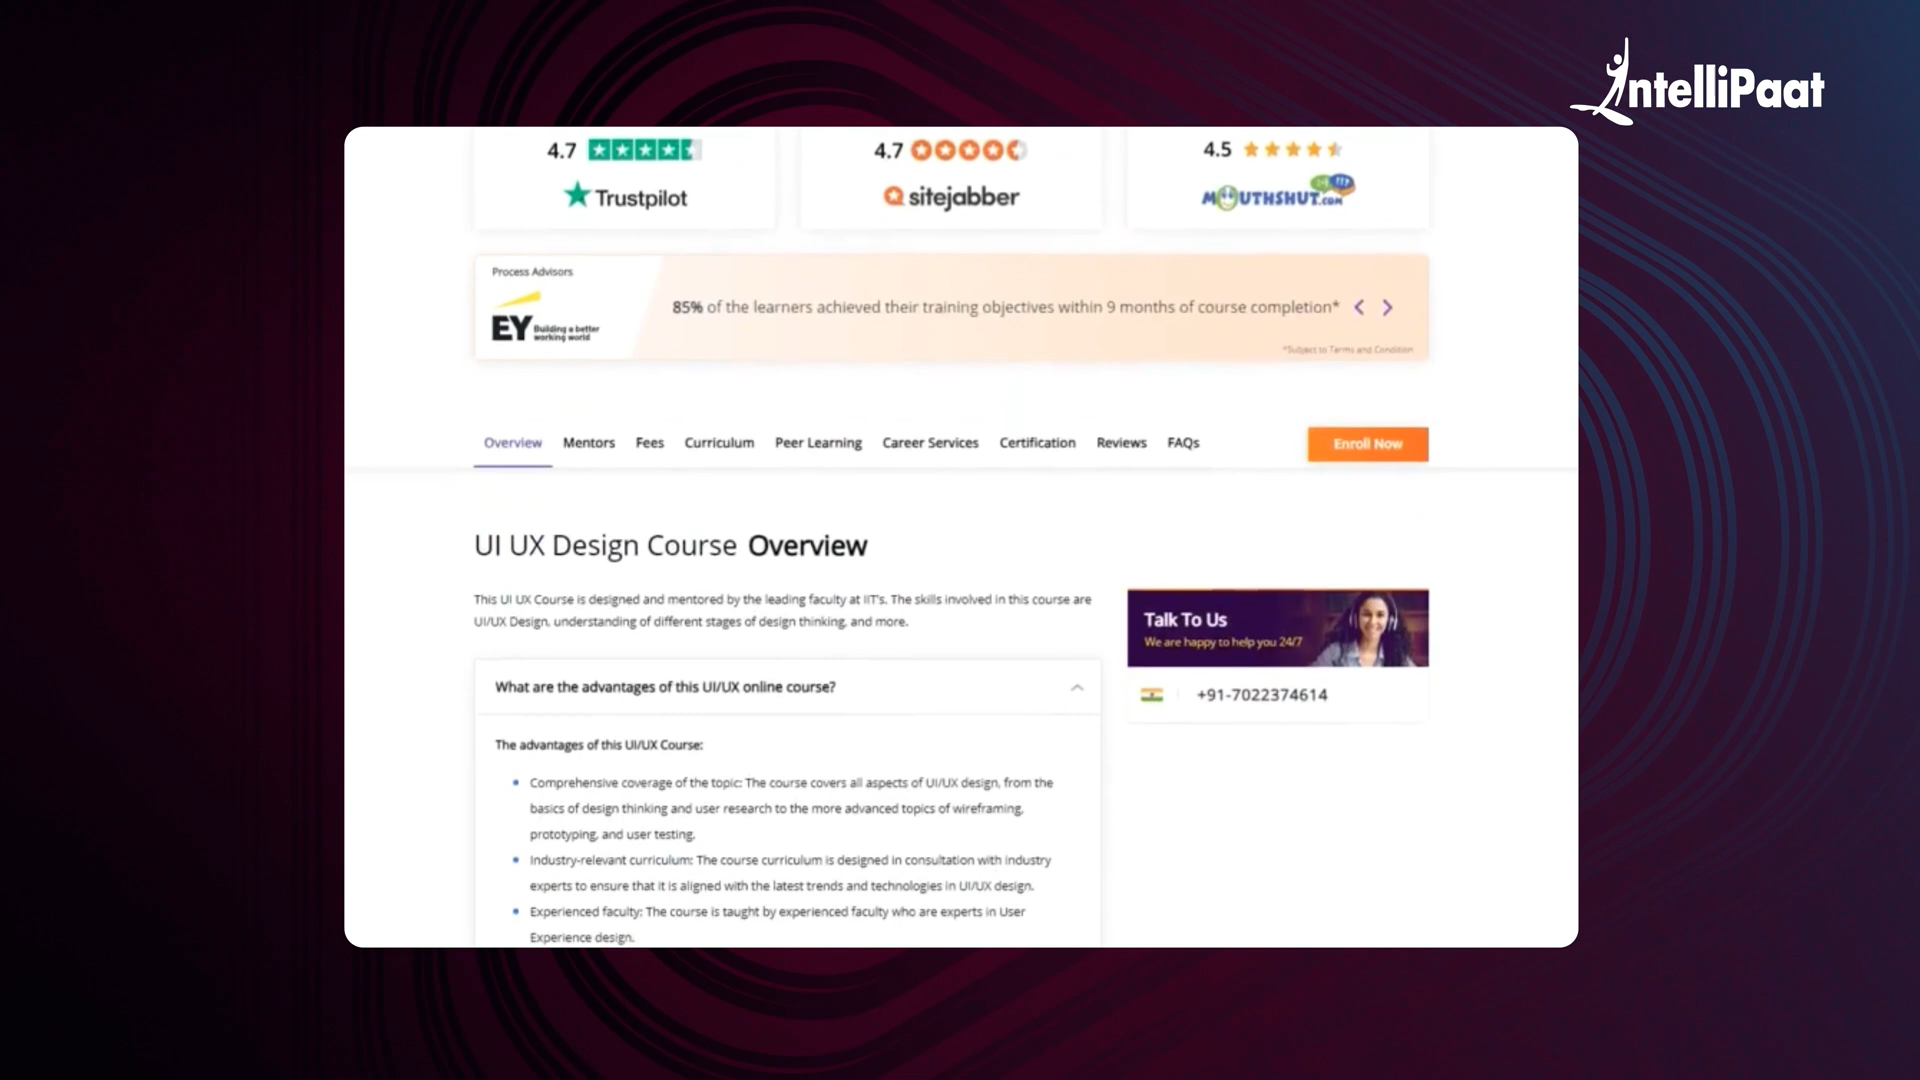 IntelliPaat
4.7
4.7
4.5
Trustpilot
sitejabber
MOUTHSHUT.COM
Process Advisors
EY Building a better
working world
85% of the learners achieved their training objectives within 9 months of course completion*
*Subject to Terms and Condition
Overview Mentors Fees Curriculum Peer Learning Career Services Certification Reviews FAQs Enroll Now
UI UX Design Course Overview
This UI UX Course is designed and mentored by the leading faculty at IIT's. The skills involved in this course are
UI/UX Design, understanding of different stages of design thinking, and more.
Talk To Us
We are happy to help you 24/7
+91-7022374614
What are the advantages of this UI/UX online course?
The advantages of this UI/UX Course:
Comprehensive coverage of the topic: The course covers all aspects of UI/UX design, from the
basics of design thinking and user research to the more advanced topics of wireframing,
prototyping, and user testing.
Industry-relevant curriculum: The course curriculum is designed in consultation with industry
experts to ensure that it is aligned with the latest trends and technologies in UI/UX design.
Experienced faculty: The course is taught by experienced faculty who are experts in User
Experience design.